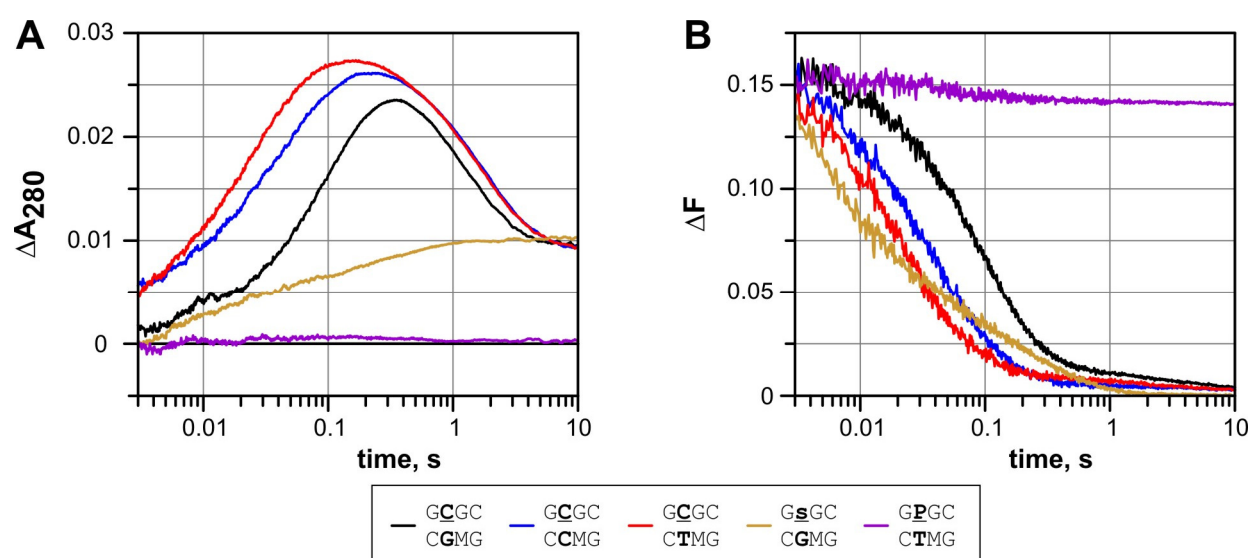 A
B
0.03
0.02
0.01
0
ΔA280
0.01
0.1
1
10
time, s
0.15
0.10
0.05
0
ΔF
0.01
0.1
1
10
time, s
GCGC GCGC GCGC GsGC GPGC
CGMG CCMG CTMG CGMG CTMG